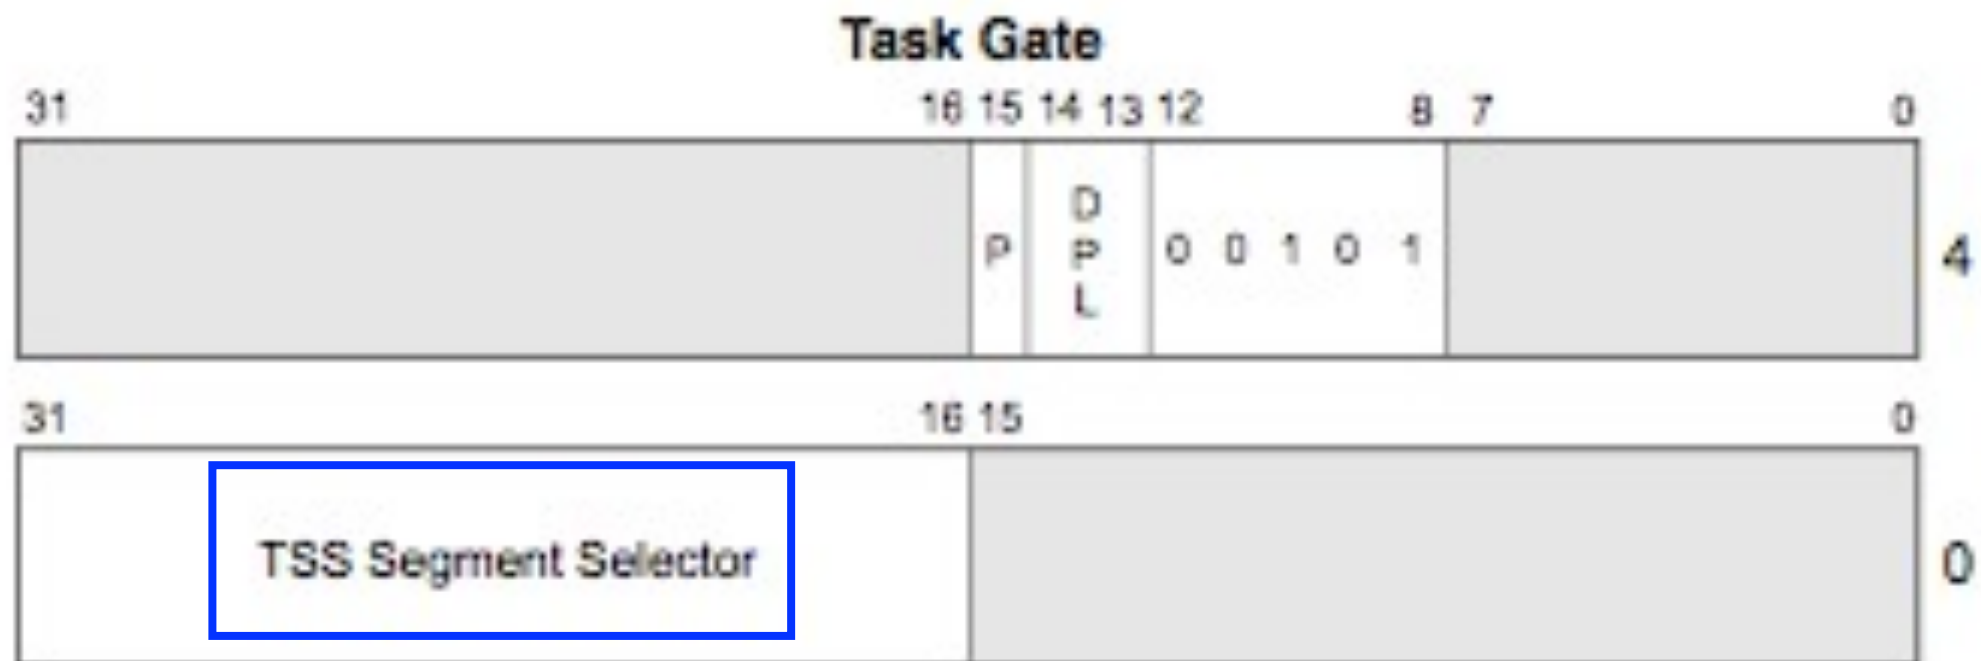 Task Gate
31 16 15 14 13 12 8 7 0
P D P L 0 0 1 0 1 4
31 16 15 0
TSS Segment Selector 0